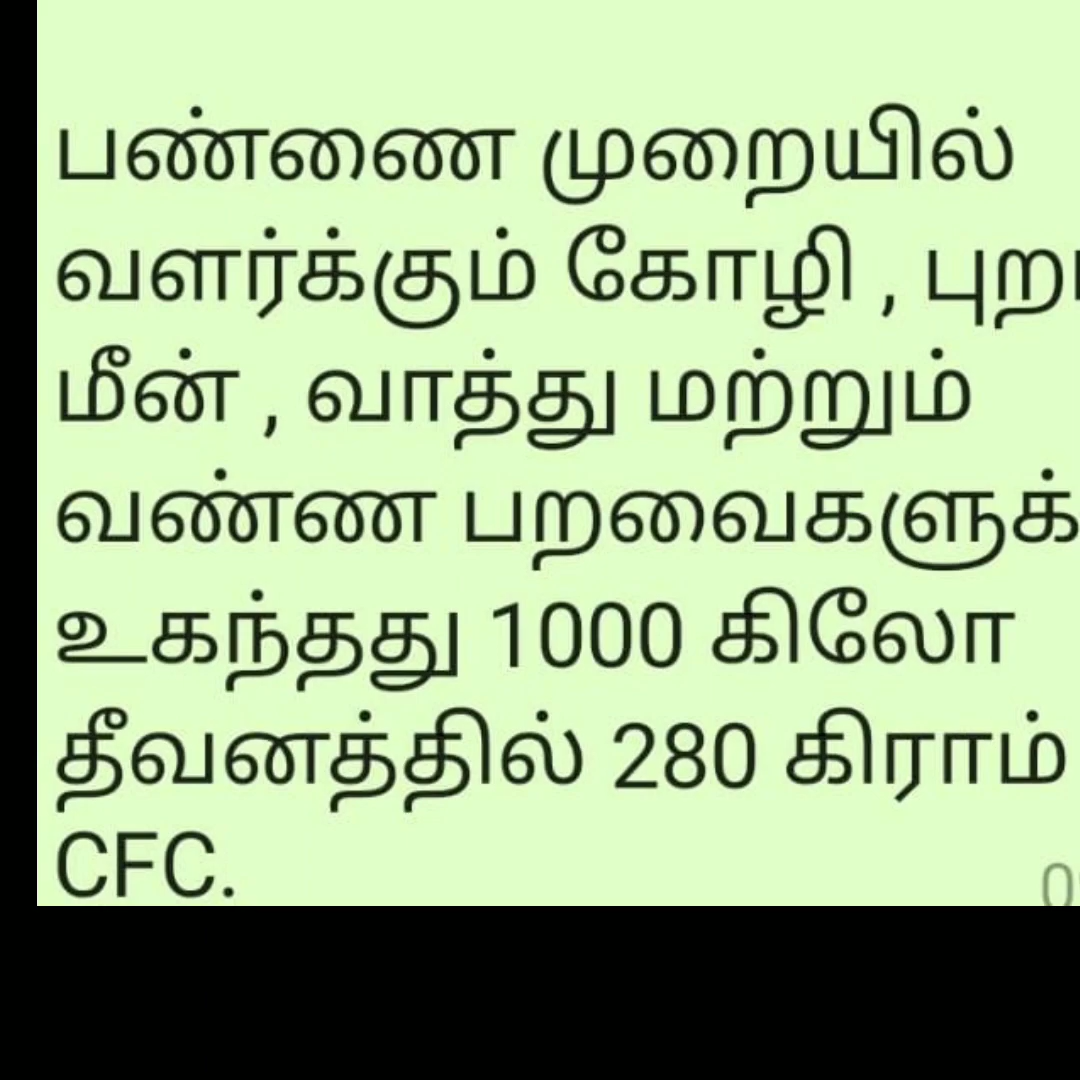 பண்ணை முறையில்
வளர்க்கும் கோழி ,
மீன் , வாத்து மற்றும்
வண்ண பறவைகளுக்
உகந்தது 1000 கிலோ
தீவனத்தில் 280 கிராம்
CFC.